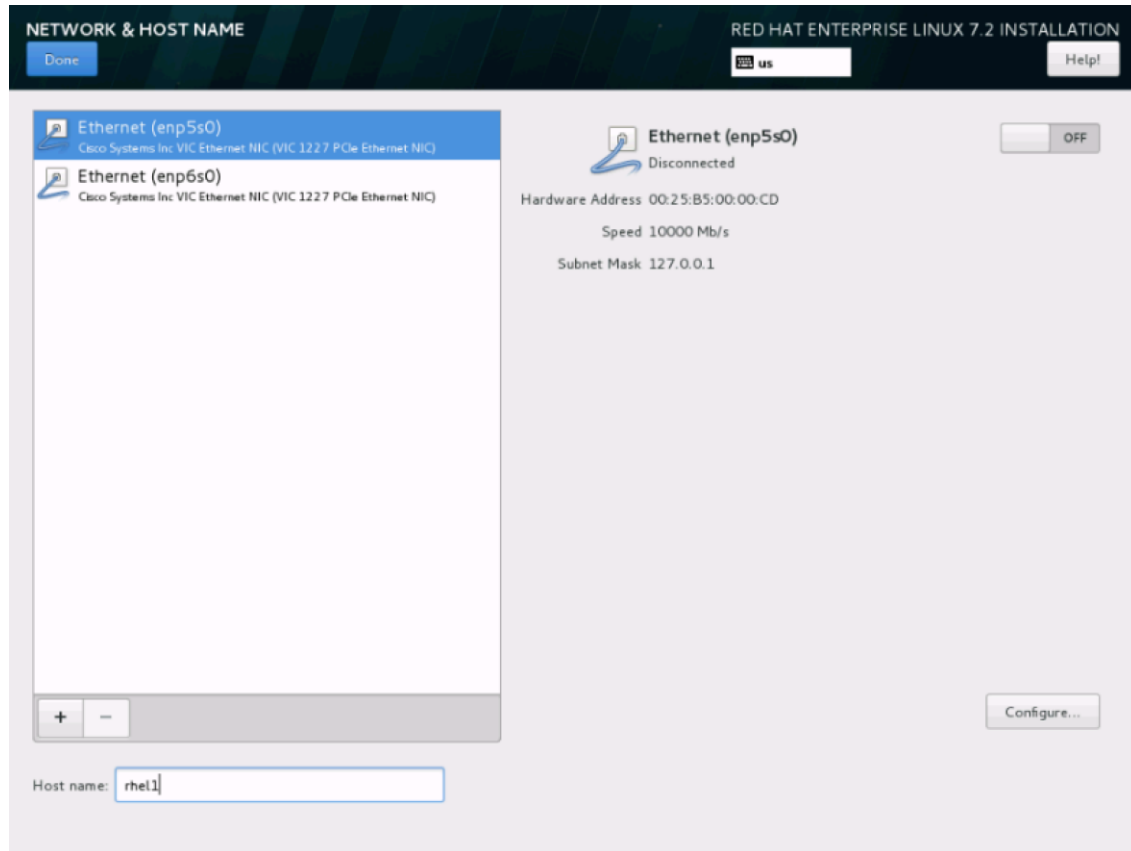 NETWORK & HOST NAME
RED HAT ENTERPRISE LINUX 7.2 INSTALLATION
Done
us
Help!
Ethernet (enp5s0)
Cisco Systems Inc VIC Ethernet NIC (VIC 1227 PCIe Ethernet NIC)
Ethernet (enp6s0)
Cisco Systems Inc VIC Ethernet NIC (VIC 1227 PCIe Ethernet NIC)
Ethernet (enp5s0)
Disconnected
OFF
Hardware Address 00:25:B5:00:00:CD
Speed 10000 Mb/s
Subnet Mask 127.0.0.1
+ −
Configure...
Host name: rhel1